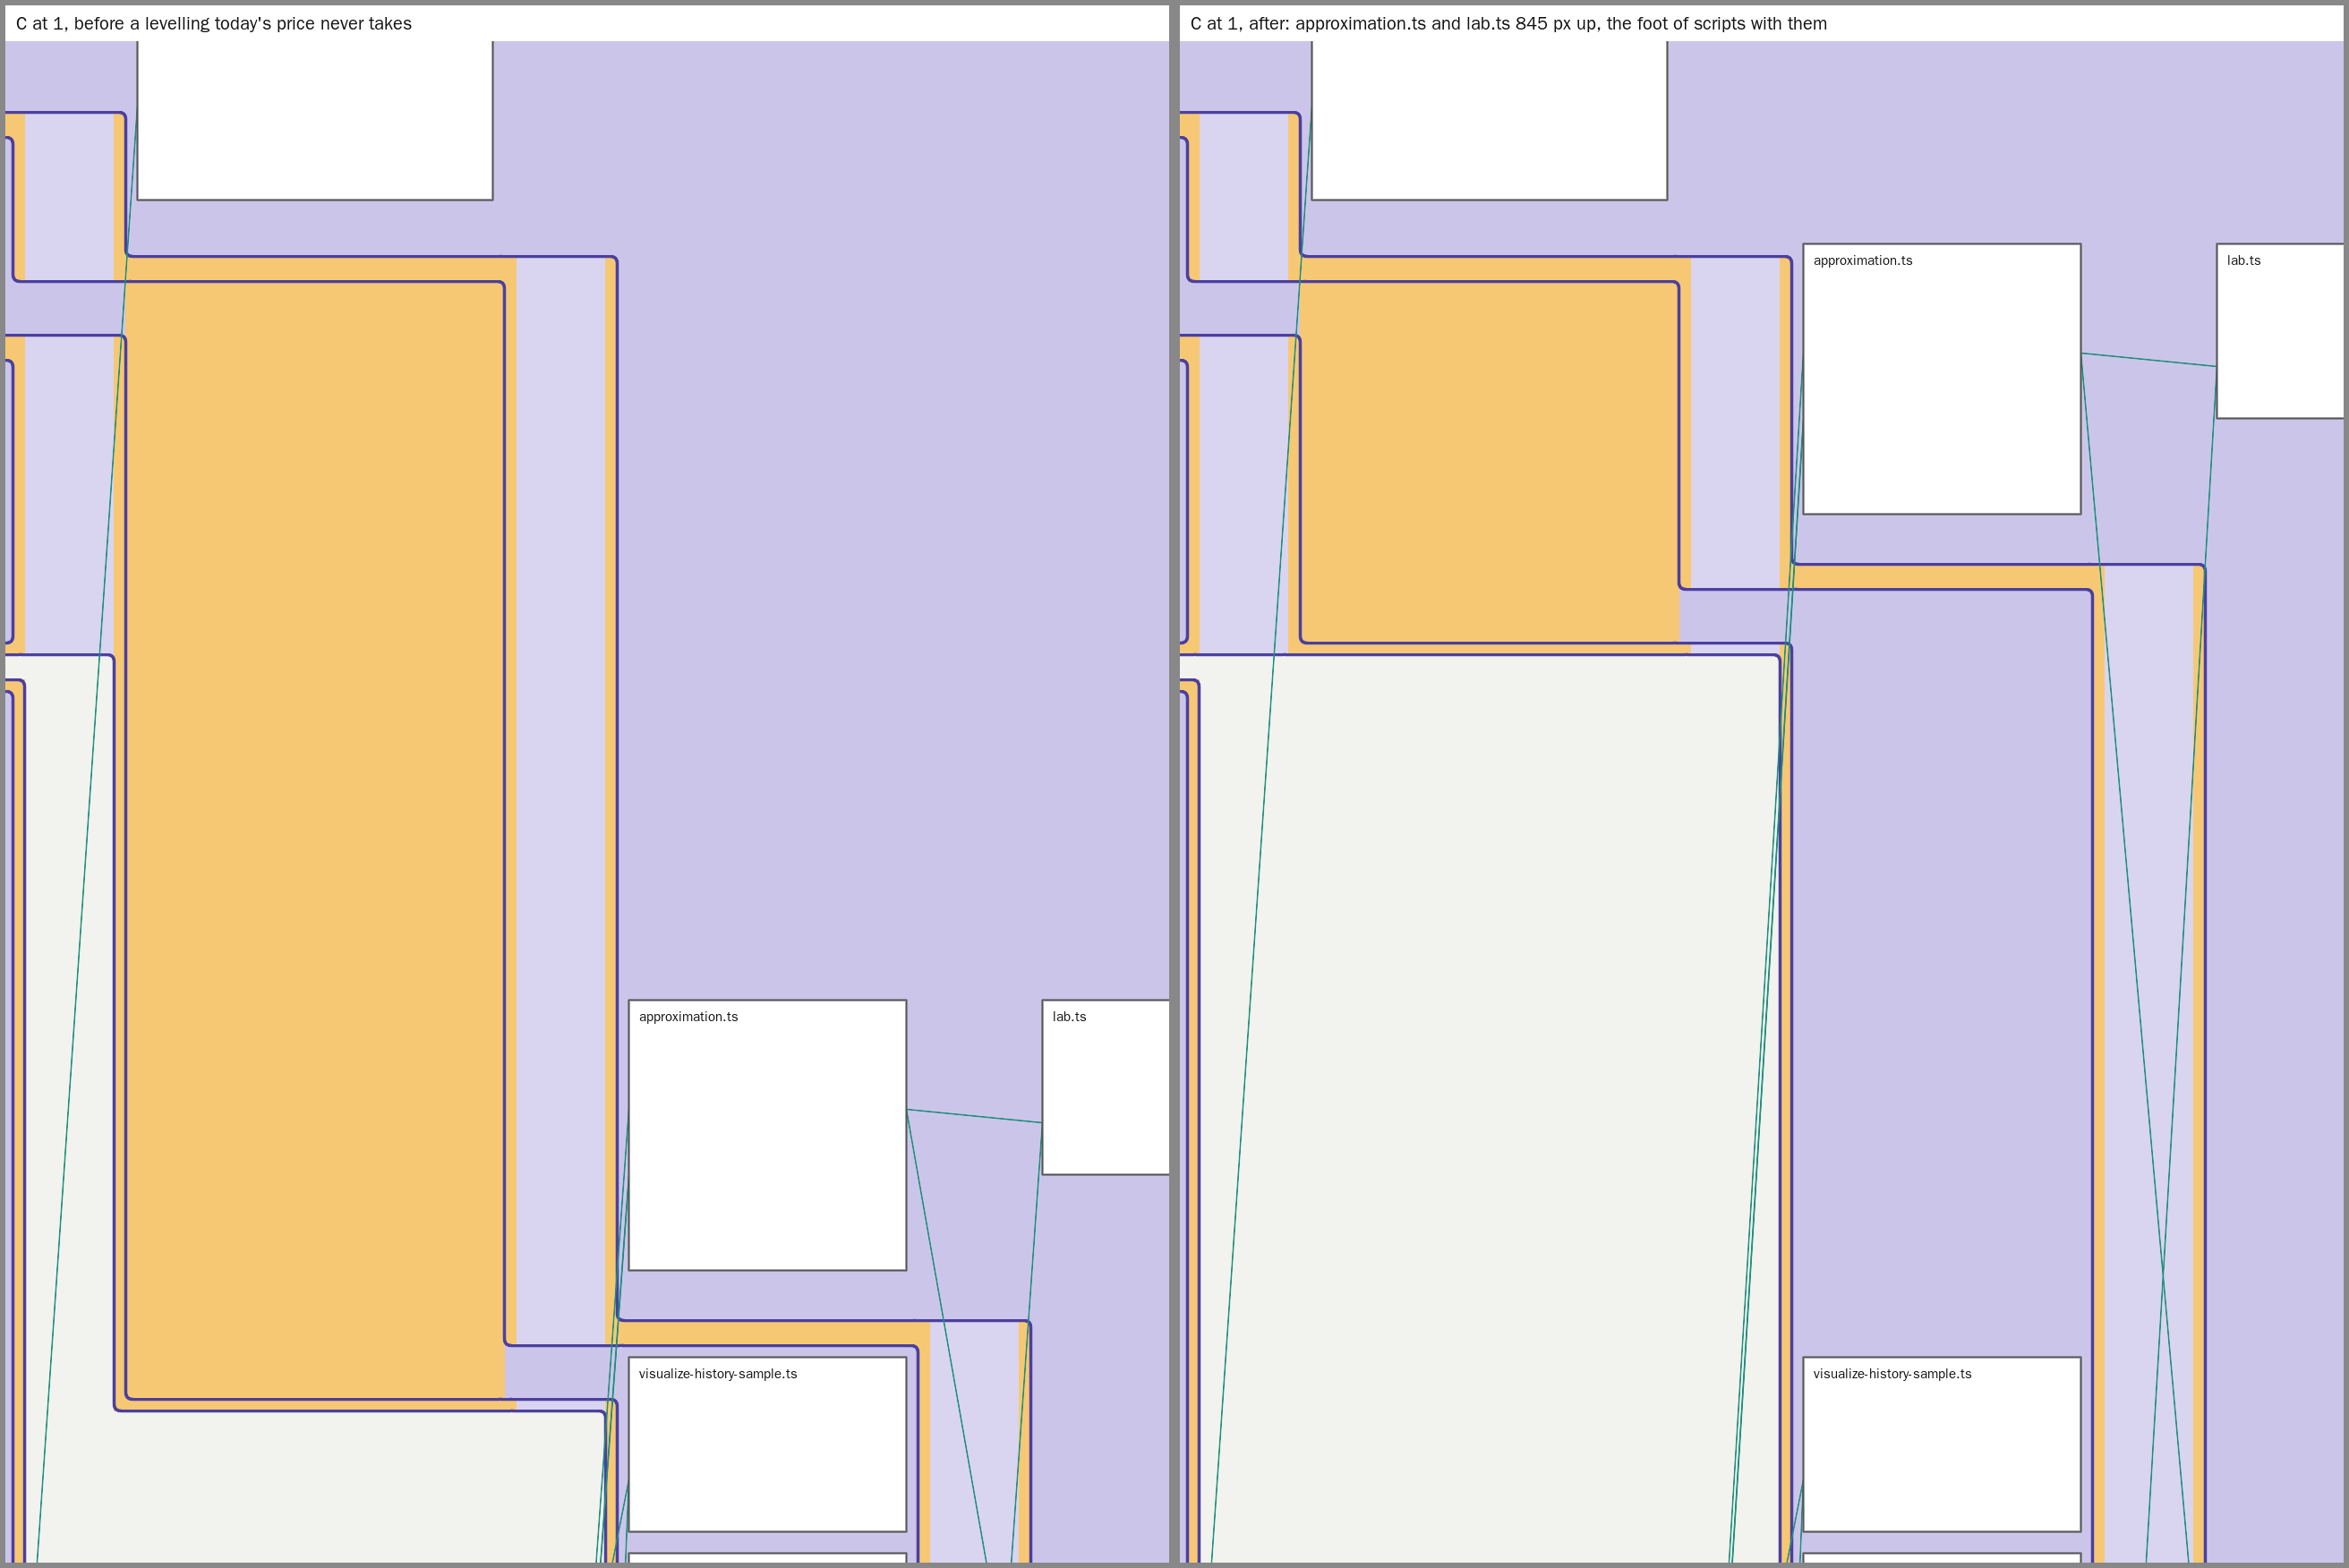 C at 1, before a levelling today's price never takes
approximation.ts
lab.ts
visualize-history-sample.ts
C at 1, after: approximation.ts and lab.ts 845 px up, the foot of scripts with them
approximation.ts
lab.ts
visualize-history-sample.ts